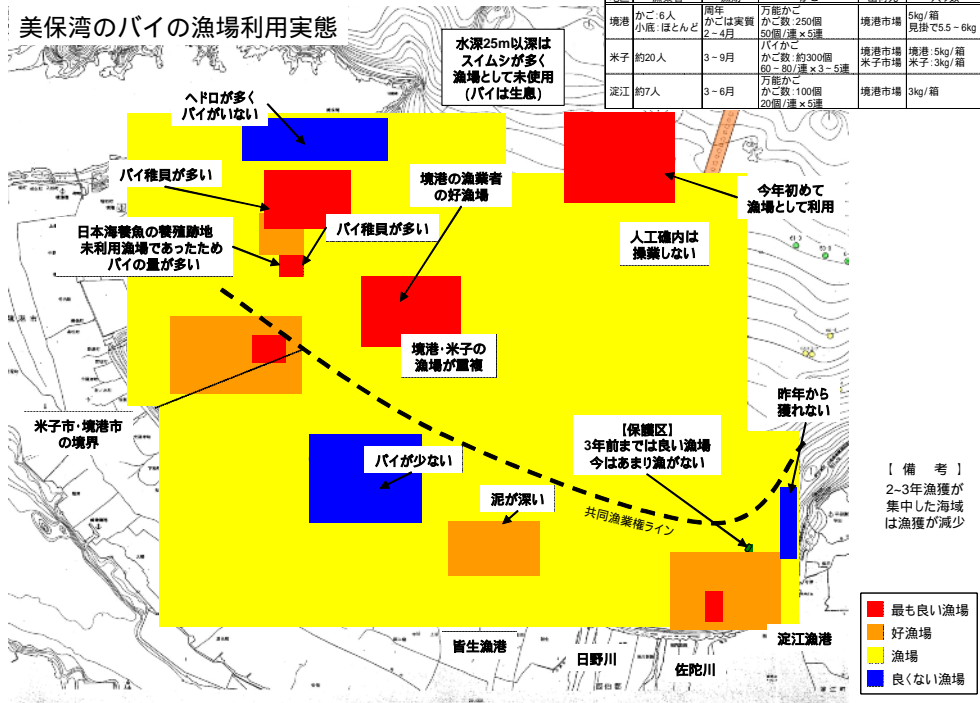 美保湾のバイの漁場利用実態
水深25m以深は
スイムシが多く
漁場として未使用
(バイは生息)
境港
かご:6人
小底:ほとんど
周年
かごは実質
2~4月
万能かご
かご数:250個
50個/連×5連
境港市場
5kg/箱
見掛で5.5~6kg
米子
約20人
3~9月
バイかご
かご数:約300個
60~80/連×3~5連
境港市場
米子市場
境港:5kg/箱
米子:3kg/箱
淀江
約7人
3~6月
万能かご
かご数:100個
20個/連×5連
境港市場
3kg/箱
ヘドロが多く
バイがいない
バイ稚貝が多い
境港の漁業者
の好漁場
今年初めて
漁場として利用
日本海養魚の養殖跡地
未利用漁場であったため
バイの量が多い
バイ稚貝が多い
人工礁内は
操業しない
境港・米子の
漁場が重複
米子市・境港市
の境界
昨年から
獲れない
【保護区】
3年前までは良い漁場
今はあまり漁がない
バイが少ない
泥が深い
共同漁業権ライン
【 備 考 】
2~3年漁獲が
集中した海域
は漁獲が減少
皆生漁港
日野川
佐陀川
淀江漁港
最も良い漁場
好漁場
漁場
良くない漁場